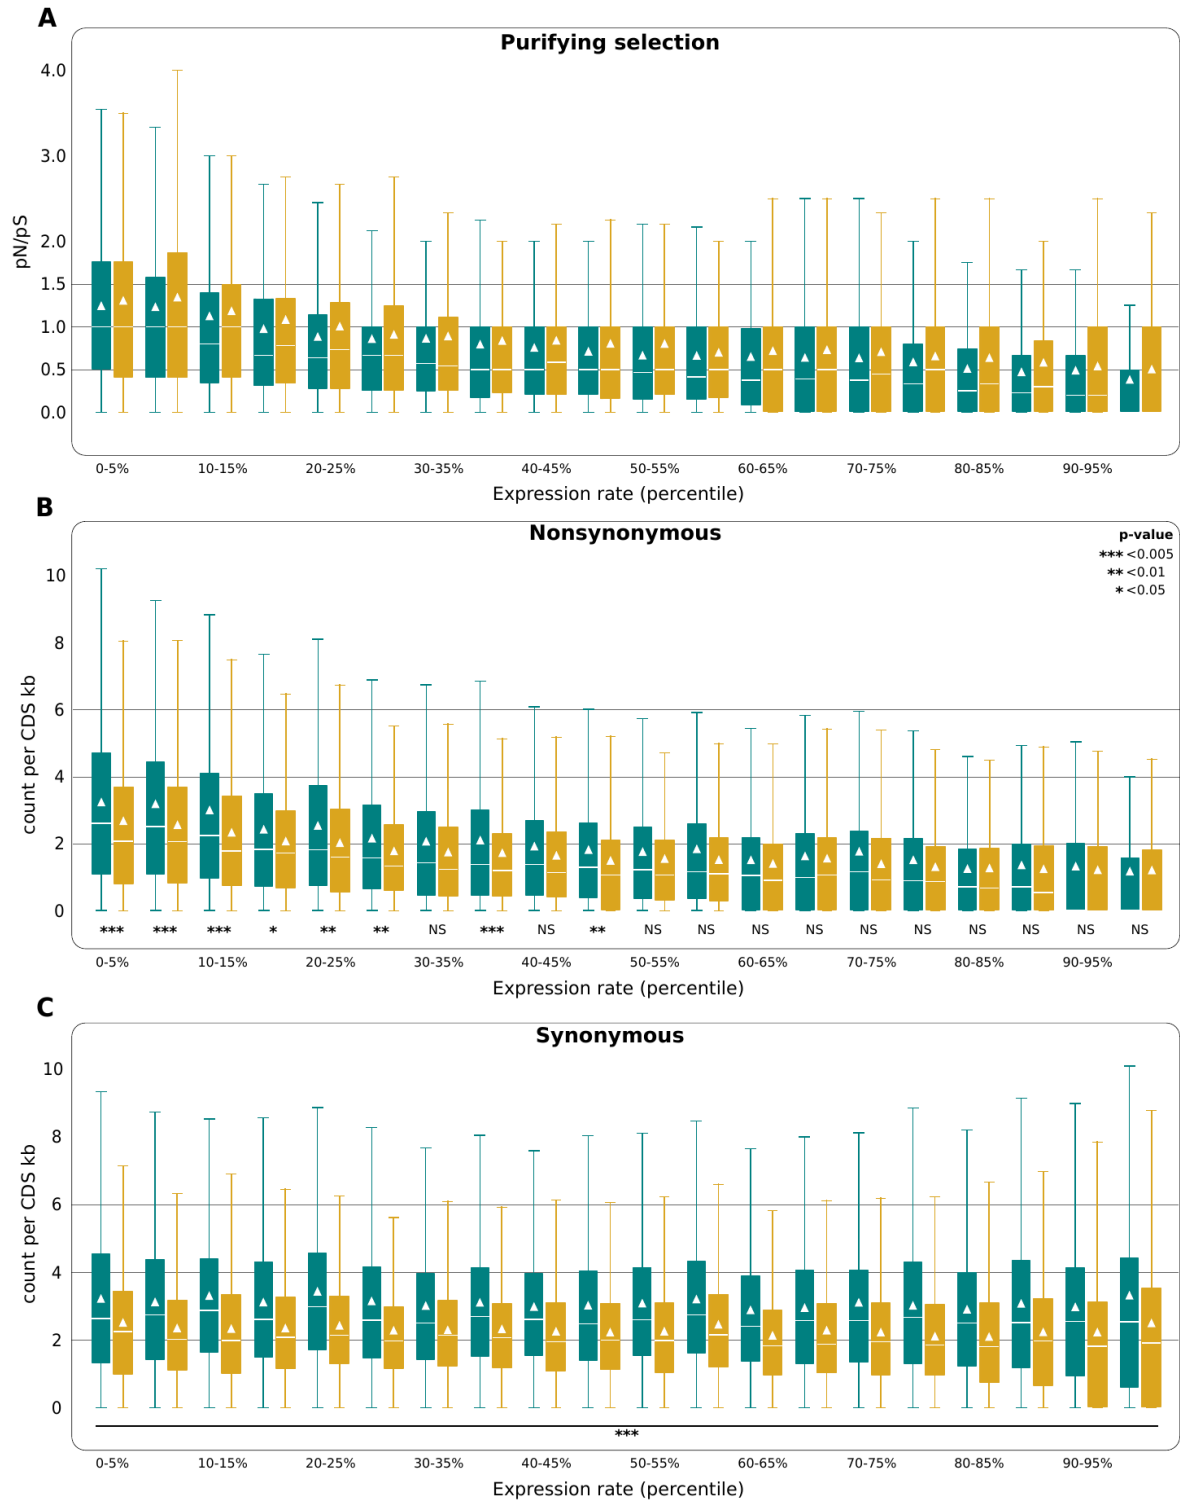 A
Purifying selection
4.0
3.0
2.0
1.5
1.0
0.5
0.0
pN/pS
0-5% 10-15% 20-25% 30-35% 40-45% 50-55% 60-65% 70-75% 80-85% 90-95%
Expression rate (percentile)
B
Nonsynonymous
p-value
*** <0.005
** <0.01
* <0.05
10
8
6
4
2
0
count per CDS kb
*** *** *** * ** ** NS *** NS ** NS NS NS NS NS NS NS NS NS NS
0-5% 10-15% 20-25% 30-35% 40-45% 50-55% 60-65% 70-75% 80-85% 90-95%
Expression rate (percentile)
C
Synonymous
10
8
6
4
2
0
count per CDS kb
***
0-5% 10-15% 20-25% 30-35% 40-45% 50-55% 60-65% 70-75% 80-85% 90-95%
Expression rate (percentile)